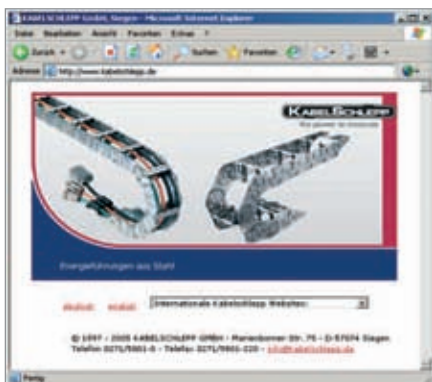 KABELSCHLEPP GmbH, Siegen - Microsoft Internet Explorer
Datei Bearbeiten Ansicht Favoriten Extras ?
Zurück Suchen Favoriten
Adresse http://www.kabelschlepp.de
KABELSCHLEPP
Energieführungen aus Stahl
deutsch english Internationale Kabelschlepp Websites:
© 1997 - 2005 KABELSCHLEPP GMBH - Marienborner Str. 75 - D-57074 Siegen
Telefon 0271/5801-0 - Telefax 0271/5801-220 - info@kabelschlepp.de
Fertig